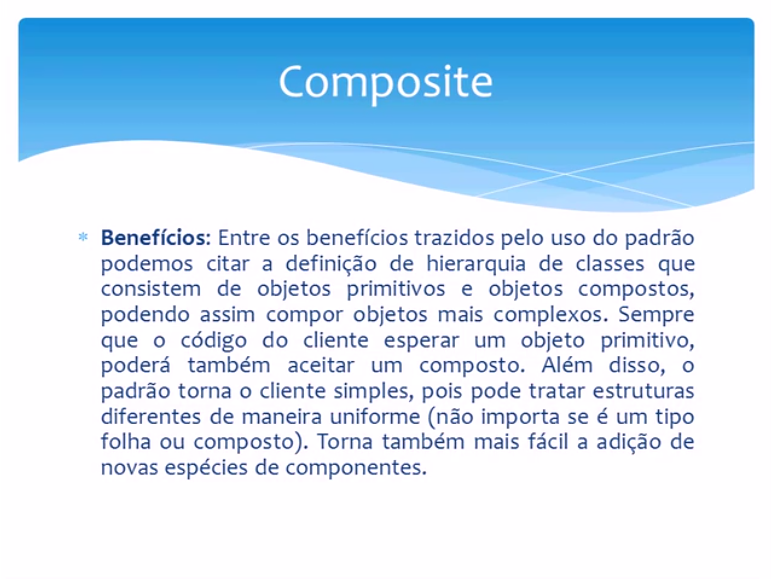 Composite
* Benefícios: Entre os benefícios trazidos pelo uso do padrão
podemos citar a definição de hierarquia de classes que
consistem de objetos primitivos e objetos compostos,
podendo assim compor objetos mais complexos. Sempre
que o código do cliente esperar um objeto primitivo,
poderá também aceitar um composto. Além disso, o
padrão torna o cliente simples, pois pode tratar estruturas
diferentes de maneira uniforme (não importa se é um tipo
folha ou composto). Torna também mais fácil a adição de
novas espécies de componentes.